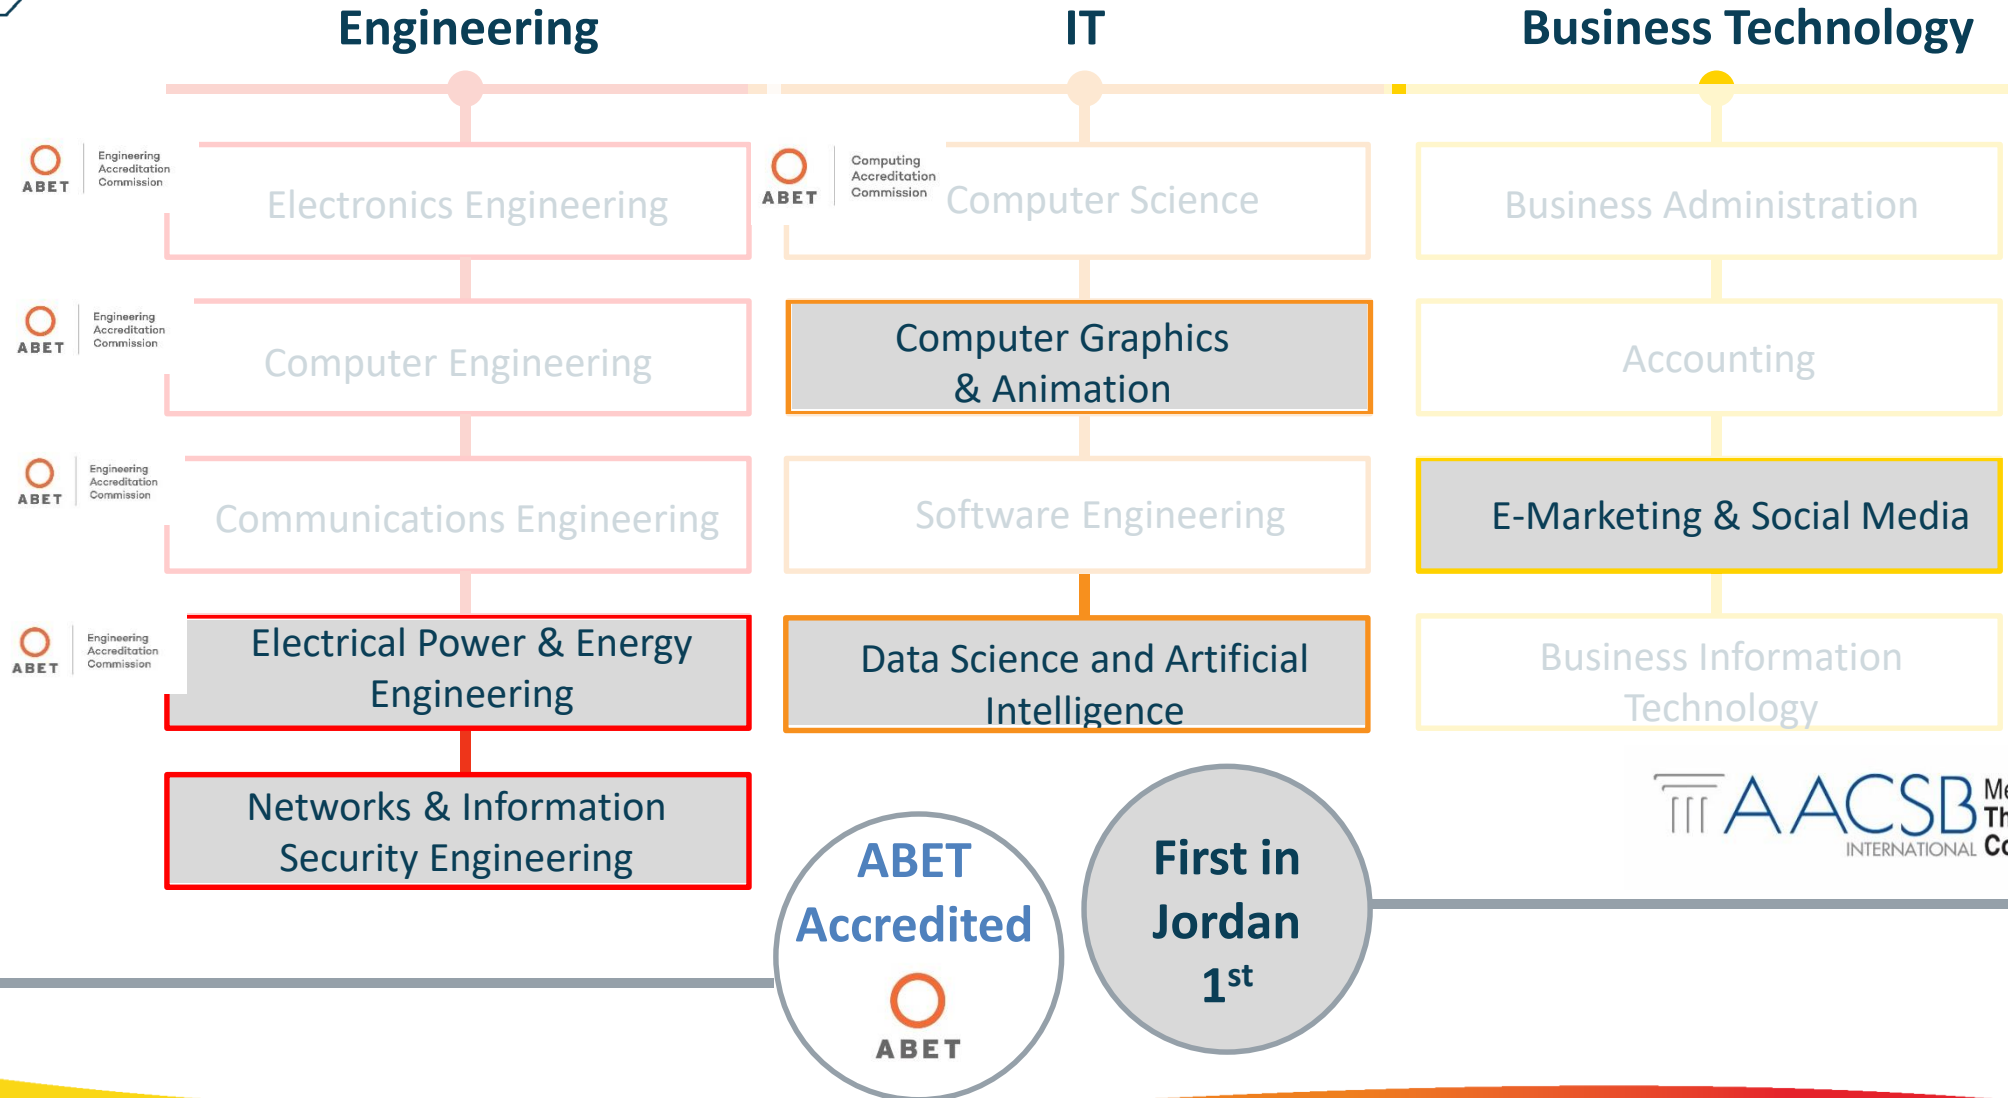 Engineering
IT
Business Technology
ABET
Engineering
Accreditation
Commission
Electronics Engineering
ABET
Computing
Accreditation
Commission
Computer Science
Business Administration
ABET
Engineering
Accreditation
Commission
Computer Engineering
Computer Graphics
& Animation
Accounting
ABET
Engineering
Accreditation
Commission
Communications Engineering
Software Engineering
E-Marketing & Social Media
ABET
Engineering
Accreditation
Commission
Electrical Power & Energy
Engineering
Data Science and Artificial
Intelligence
Business Information
Technology
Networks & Information
Security Engineering
ABET
Accredited
ABET
First in
Jordan
1st
AACSB
INTERNATIONAL